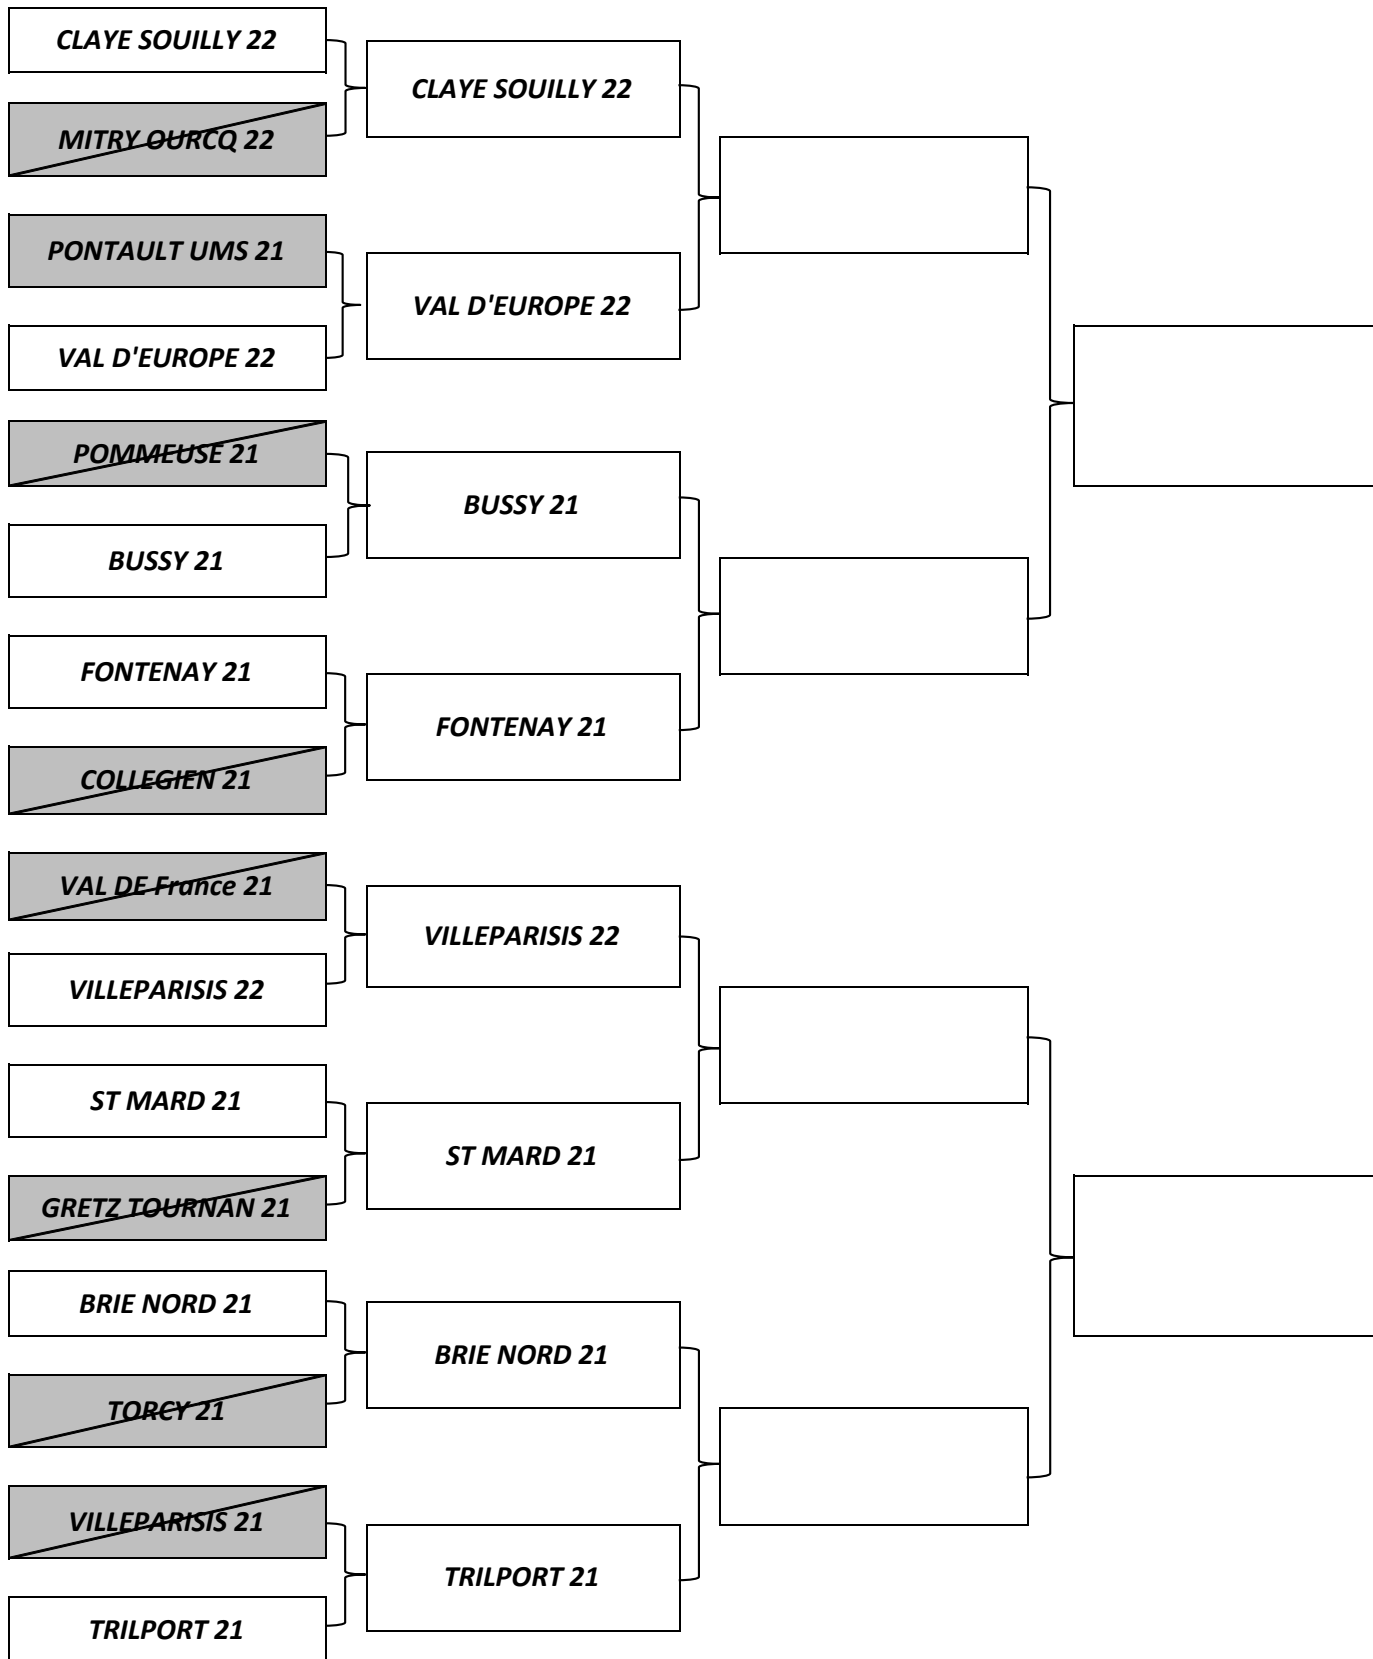 CLAYE SOUILLY 22
MITRY OURCQ 22
PONTAULT UMS 21
VAL D'EUROPE 22
POMMEUSE 21
BUSSY 21
FONTENAY 21
COLLEGIEN 21
VAL DE France 21
VILLEPARISIS 22
ST MARD 21
GRETZ TOURNAN 21
BRIE NORD 21
TORCY 21
VILLEPARISIS 21
TRILPORT 21
CLAYE SOUILLY 22
VAL D'EUROPE 22
BUSSY 21
FONTENAY 21
VILLEPARISIS 22
ST MARD 21
BRIE NORD 21
TRILPORT 21